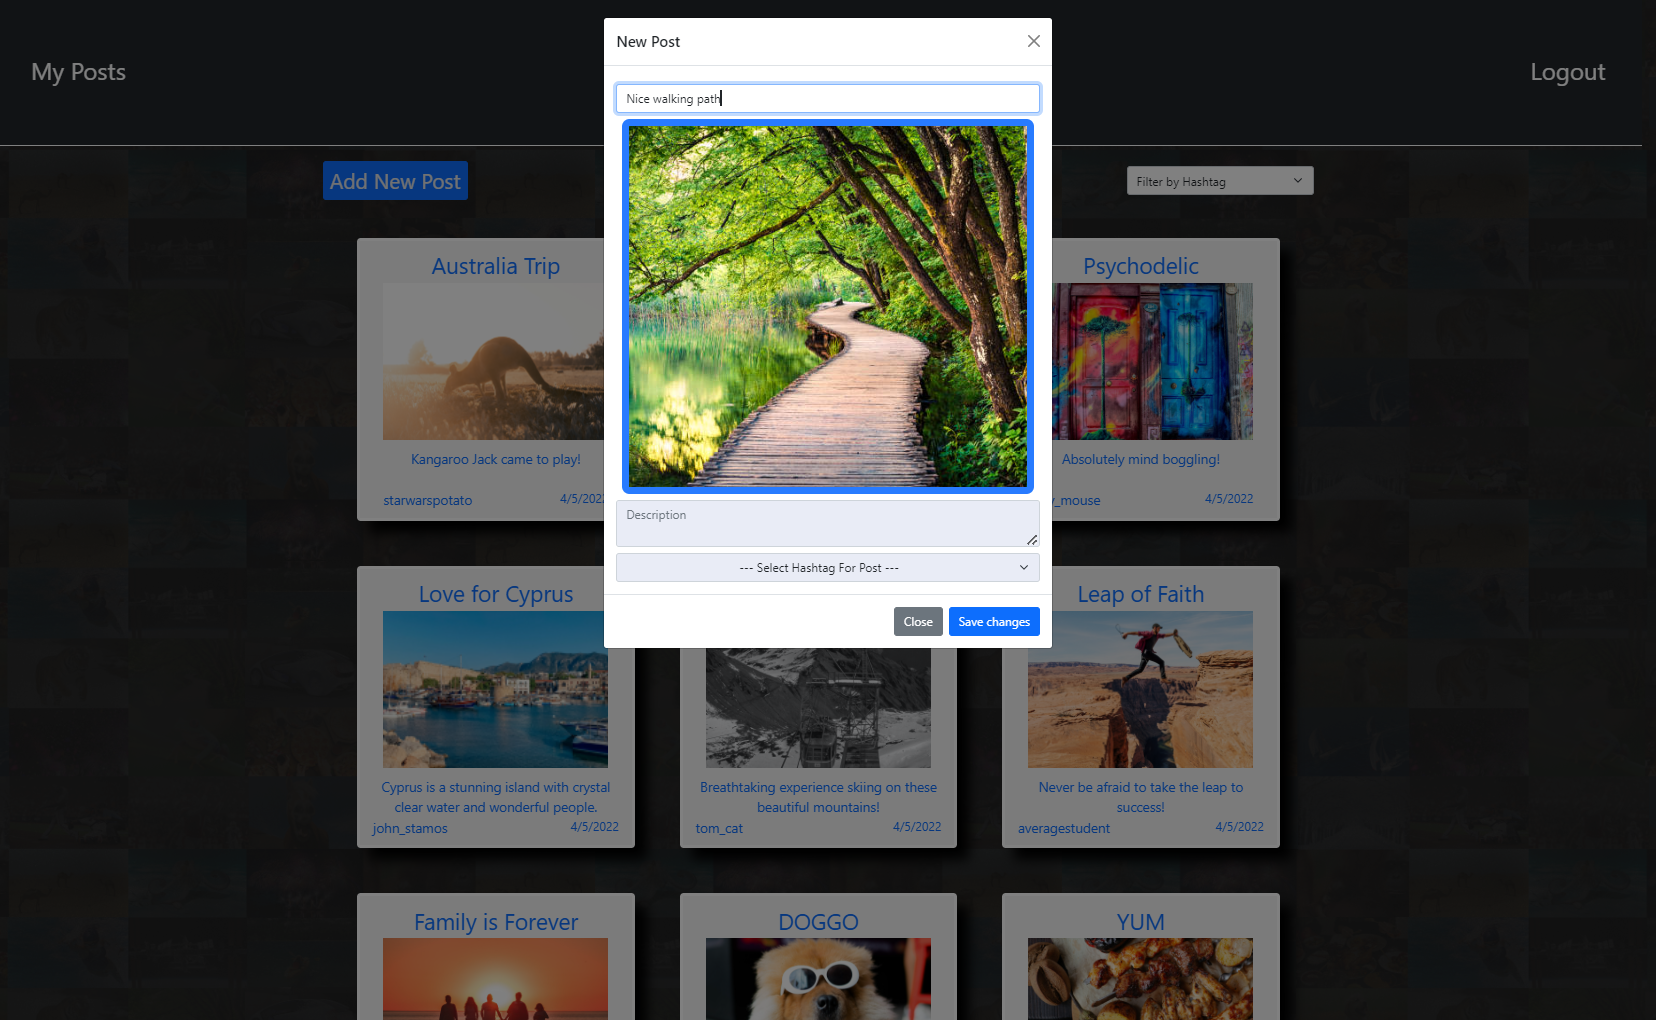 My Posts
Logout
New Post
Nice walking path
Description
--- Select Hashtag For Post ---
Close
Save changes
Add New Post
Filter by Hashtag
Australia Trip
Kangaroo Jack came to play!
starwarspotato
4/5/2022
Psychodelic
Absolutely mind boggling!
_mouse
4/5/2022
Love for Cyprus
Cyprus is a stunning island with crystal
clear water and wonderful people.
john_stamos
4/5/2022
Breathtaking experience skiing on these
beautiful mountains!
tom_cat
4/5/2022
Leap of Faith
Never be afraid to take the leap to
success!
averagestudent
4/5/2022
Family is Forever
DOGGO
YUM